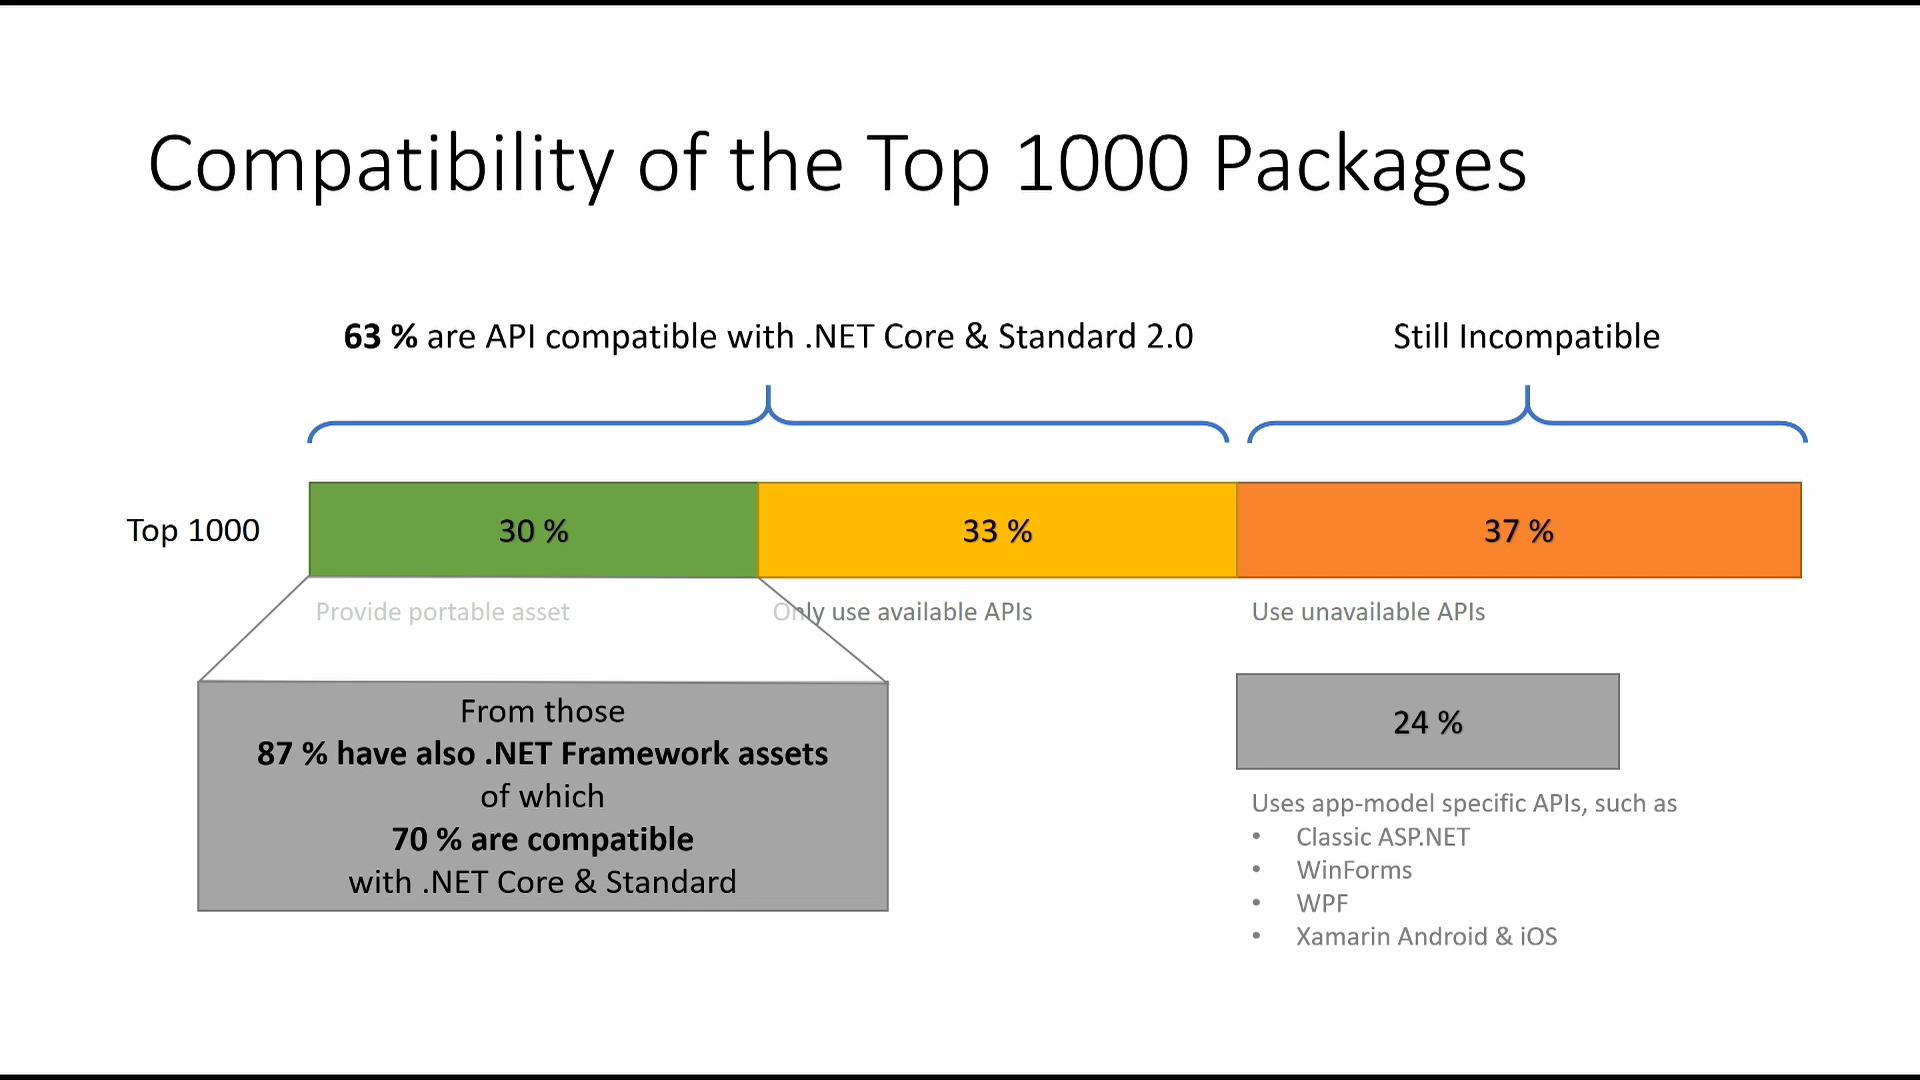 Compatibility of the Top 1000 Packages
63 % are API compatible with .NET Core & Standard 2.0
Still Incompatible
Top 1000
30 %
33 %
37 %
Provide portable asset
Only use available APIs
Use unavailable APIs
From those
87 % have also .NET Framework assets
of which
70 % are compatible
with .NET Core & Standard
24 %
Uses app-model specific APIs, such as
• Classic ASP.NET
• WinForms
• WPF
• Xamarin Android & iOS